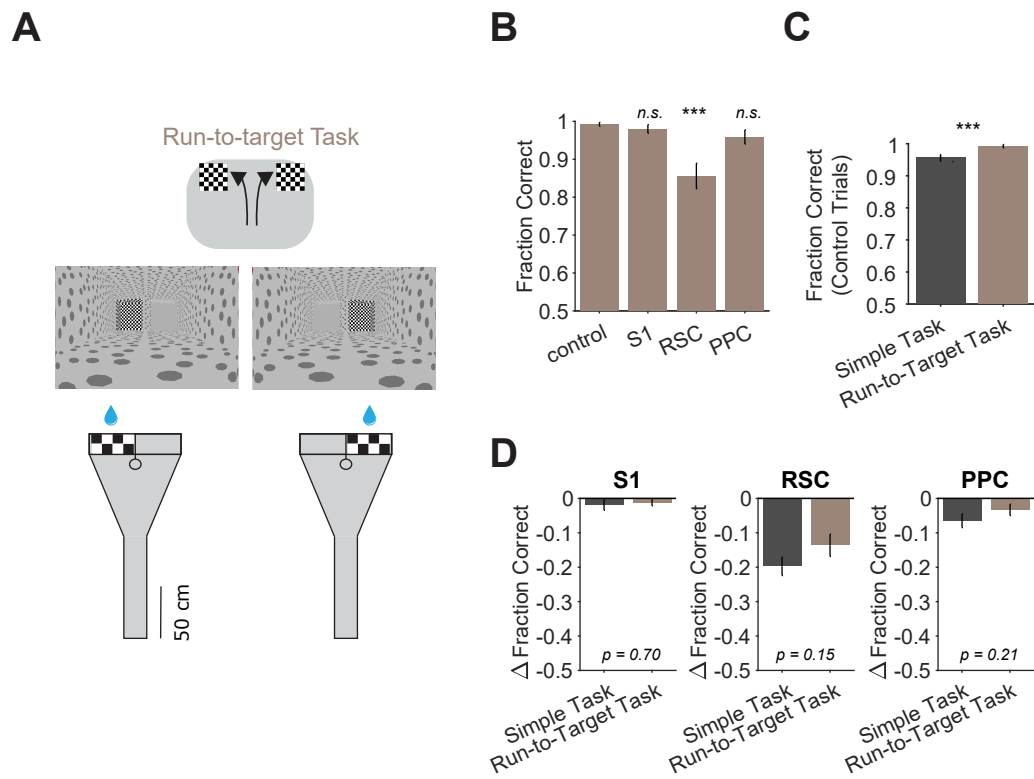 A
Run-to-target Task
50 cm
B
Fraction Correct
1
0.9
0.8
0.7
0.6
0.5
n.s.
***
n.s.
control
S1
RSC
PPC
C
Fraction Correct
(Control Trials)
1
0.9
0.8
0.7
0.6
0.5
***
Simple Task
Run-to-Target Task
D
S1
Δ Fraction Correct
0
-0.1
-0.2
-0.3
-0.4
-0.5
p = 0.70
Simple Task
Run-to-Target Task
RSC
Δ Fraction Correct
0
-0.1
-0.2
-0.3
-0.4
-0.5
p = 0.15
Simple Task
Run-to-Target Task
PPC
Δ Fraction Correct
0
-0.1
-0.2
-0.3
-0.4
-0.5
p = 0.21
Simple Task
Run-to-Target Task